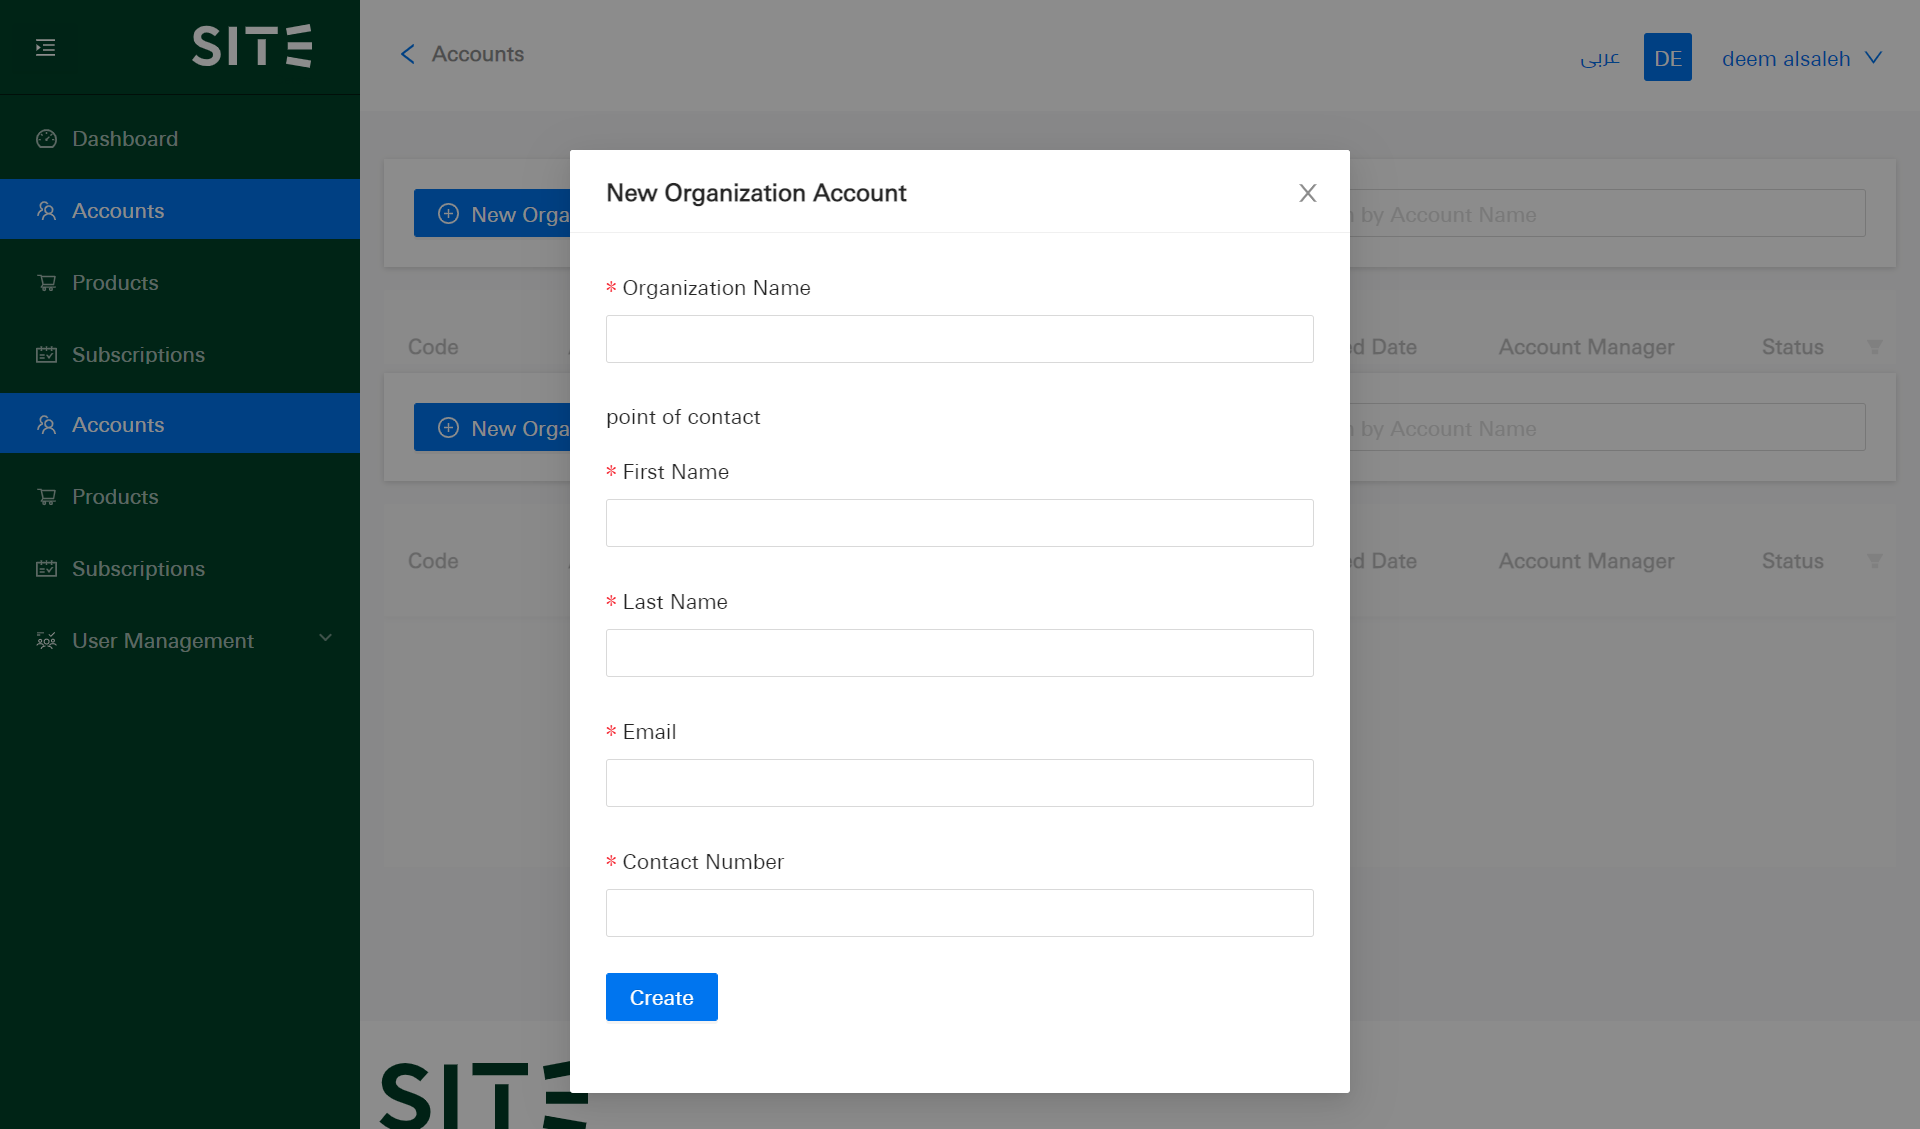 SITE
Dashboard
Accounts
Products
Subscriptions
Accounts
Products
Subscriptions
User Management
Accounts
عربى
DE
deem alsaleh
New Orga
by Account Name
Code
d Date
Account Manager
Status
New Orga
by Account Name
Code
d Date
Account Manager
Status
New Organization Account
* Organization Name
point of contact
* First Name
* Last Name
* Email
* Contact Number
Create
SITE